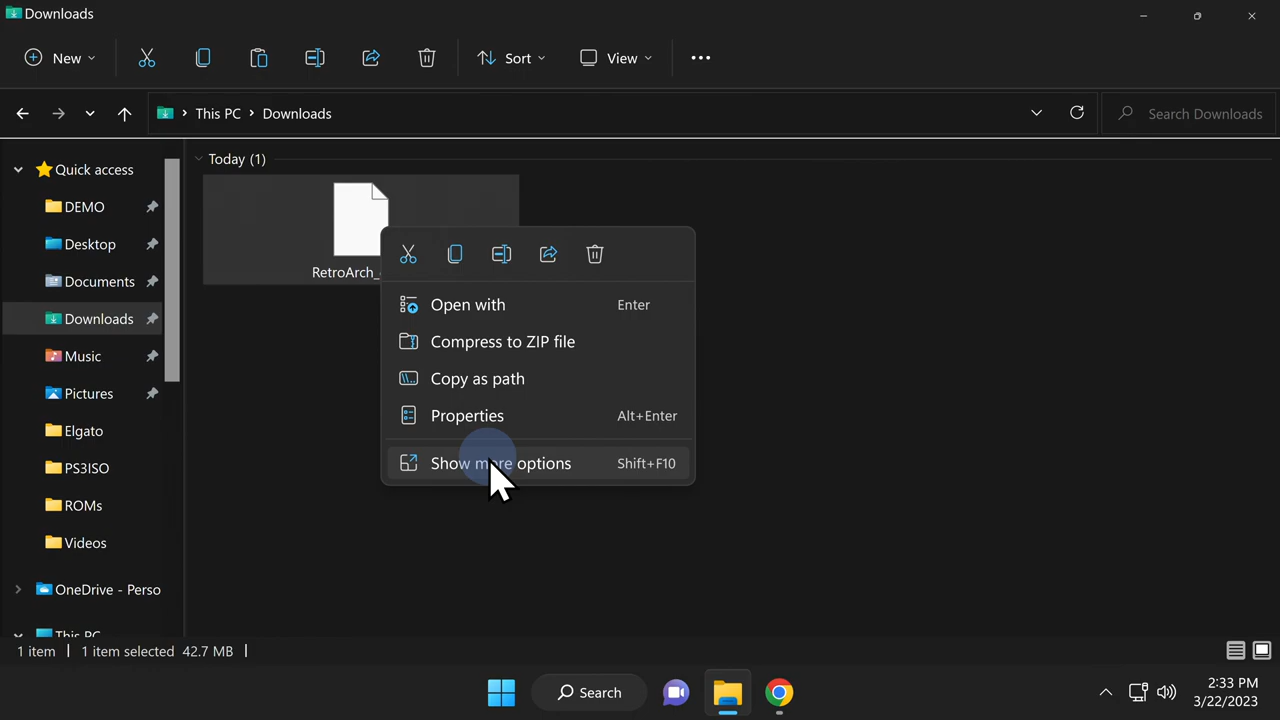 Downloads
New
Sort
View
This PC > Downloads
Search Downloads
Quick access
DEMO
Desktop
Documents
Downloads
Music
Pictures
Elgato
PS3ISO
ROMs
Videos
OneDrive - Perso
This PC
Today (1)
RetroArch_
Open with Enter
Compress to ZIP file
Copy as path
Properties Alt+Enter
Show more options Shift+F10
1 item | 1 item selected 42.7 MB |
Search
2:33 PM
3/22/2023